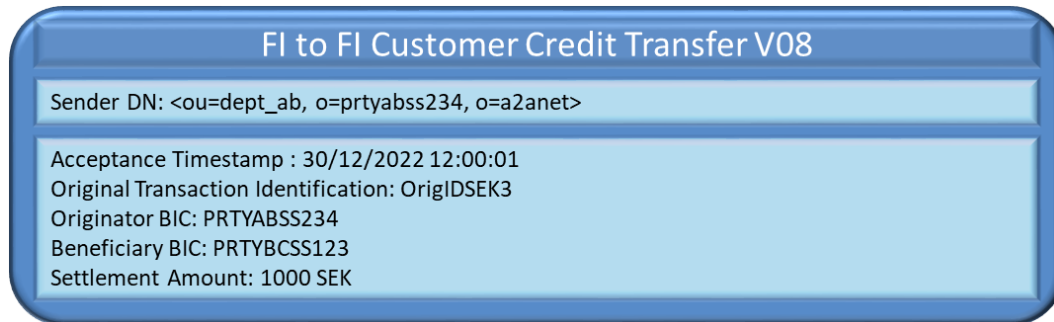 FI to FI Customer Credit Transfer V08
Sender DN: <ou=dept_ab, o=prtyabss234, o=a2anet>
Acceptance Timestamp : 30/12/2022 12:00:01
Original Transaction Identification: OrigIDSEK3
Originator BIC: PRTYABSS234
Beneficiary BIC: PRTYBCSS123
Settlement Amount: 1000 SEK